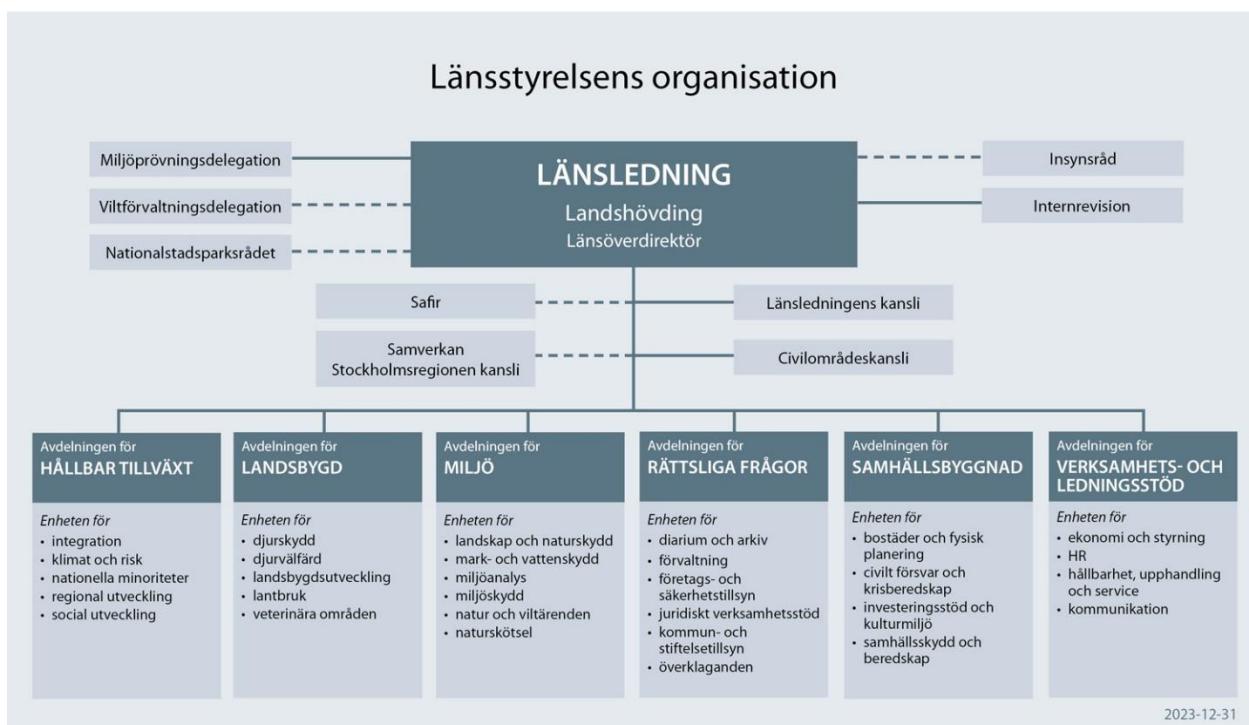 Länsstyrelsens organisation
Miljöprövningsdelegation
Viltförvaltningsdelegation
Nationalstadsparksrådet
LÄNSLEDNING
Landshövding
Länsöverdirektör
Insynsråd
Internrevision
Safir
Länsledningens kansli
Samverkan
Stockholmsregionen kansli
Civilområdeskansli
Avdelningen för
HÅLLBAR TILLVÄXT
Enheten för
• integration
• klimat och risk
• nationella minoriteter
• regional utveckling
• social utveckling
Avdelningen för
LANDSBYGD
Enheten för
• djurskydd
• djurvälfärd
• landsbygdsutveckling
• lantbruk
• veterinära områden
Avdelningen för
MILJÖ
Enheten för
• landskap och naturskydd
• mark- och vattenskydd
• miljöanalys
• miljöskydd
• natur och viltärenden
• naturskötsel
Avdelningen för
RÄTTSLIGA FRÅGOR
Enheten för
• diarium och arkiv
• förvaltning
• företags- och
säkerhetstillsyn
• juridiskt verksamhetsstöd
• kommun- och
stiftelsetillsyn
• överklaganden
Avdelningen för
SAMHÄLLSBYGGNAD
Enheten för
• bostäder och fysisk
planering
• civilt försvar och
krisberedskap
• investeringsstöd och
kulturmiljö
• samhällsskydd och
beredskap
Avdelningen för
VERKSAMHETS- OCH
LEDNINGSSTÖD
Enheten för
• ekonomi och styrning
• HR
• hållbarhet, upphandling
och service
• kommunikation
2023-12-31